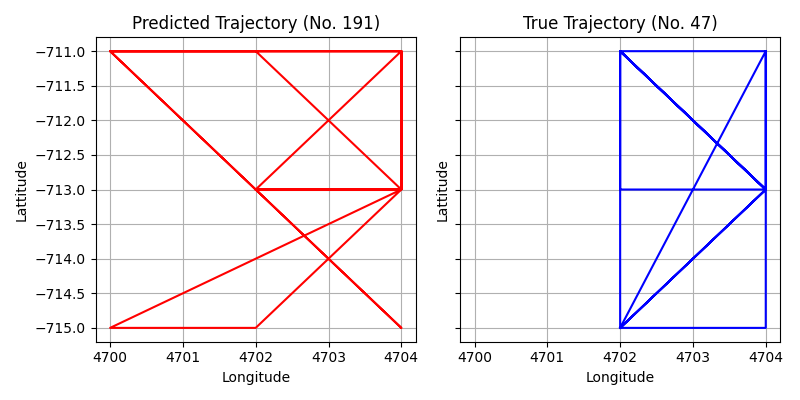 Predicted Trajectory (No. 191)
True Trajectory (No. 47)
−711.0
−711.5
−712.0
−712.5
−713.0
−713.5
−714.0
−714.5
−715.0
Lattitude
Lattitude
4700 4701 4702 4703 4704
4700 4701 4702 4703 4704
Longitude
Longitude